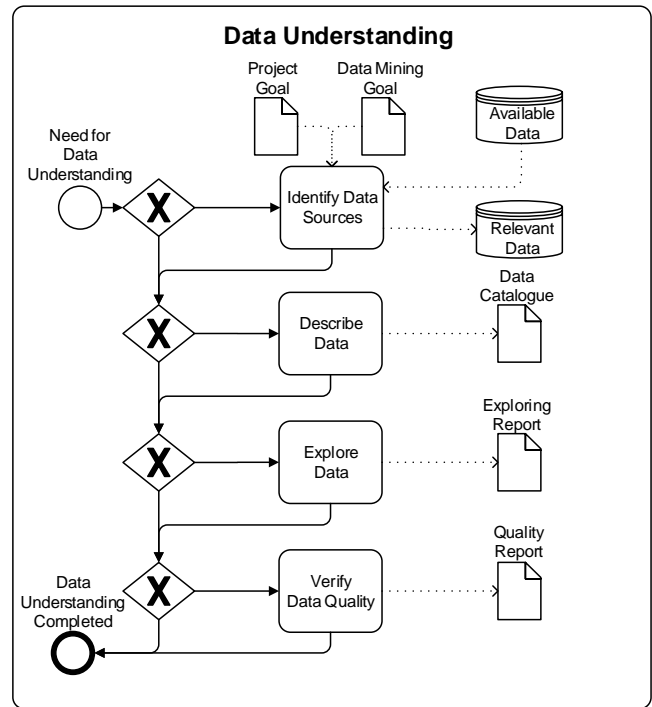 Data Understanding
Project
Goal
Data Mining
Goal
Available
Data
Need for
Data
Understanding
X
Identify Data
Sources
Relevant
Data
Data
Catalogue
X
Describe
Data
Exploring
Report
X
Explore
Data
Quality
Report
X
Verify
Data Quality
Data
Understanding
Completed